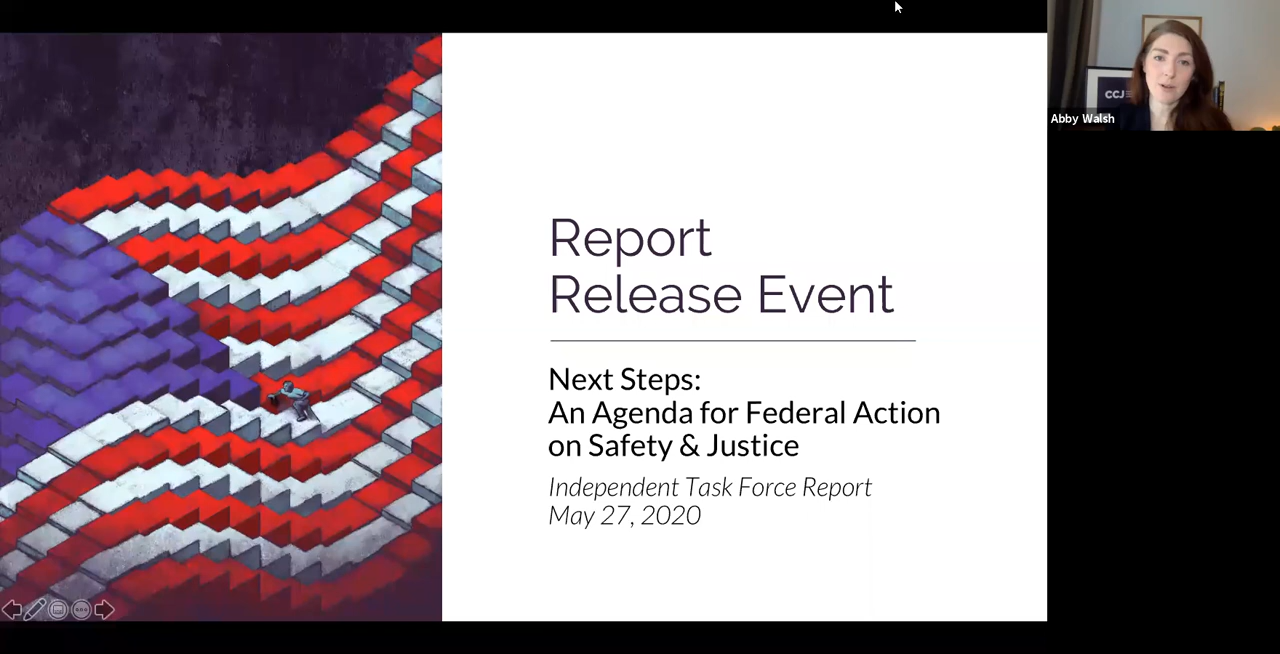 Report
Release Event
Next Steps:
An Agenda for Federal Action
on Safety & Justice
Independent Task Force Report
May 27, 2020
CCJ
Abby Walsh